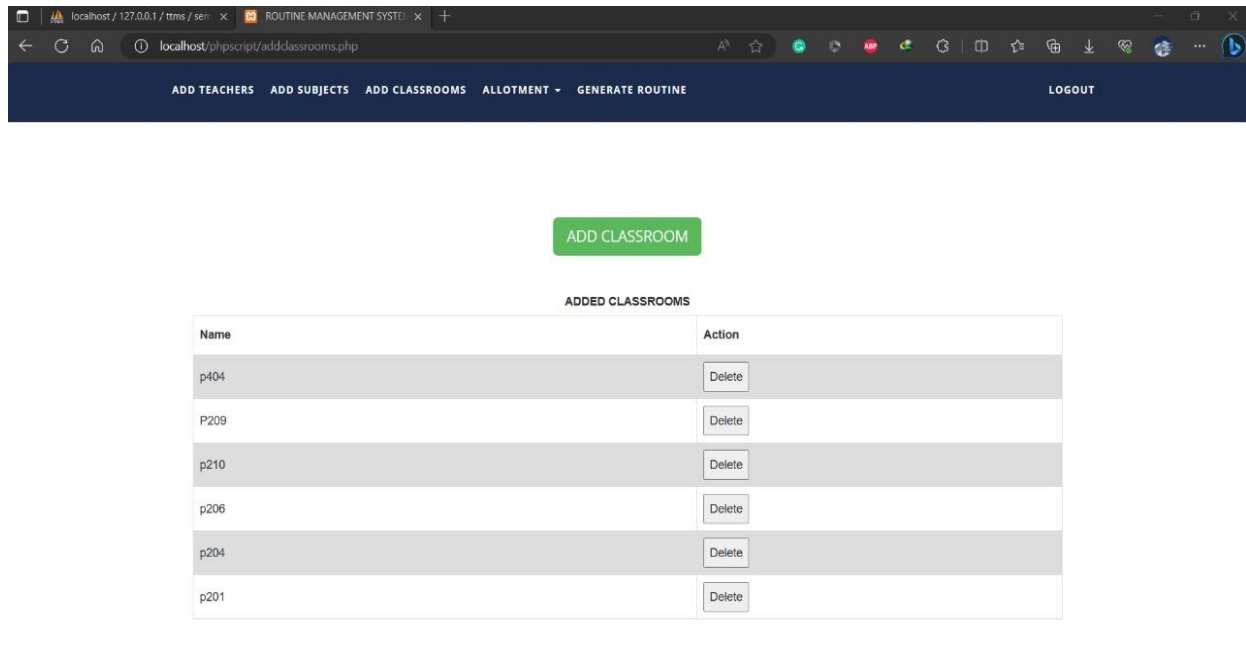 localhost / 127.0.0.1 / ttms / sem
ROUTINE MANAGEMENT SYSTE
localhost/phpscript/addclassrooms.php
ABP
ADD TEACHERS ADD SUBJECTS ADD CLASSROOMS ALLOTMENT GENERATE ROUTINE LOGOUT
ADD CLASSROOM
ADDED CLASSROOMS
Name Action
p404 Delete
P209 Delete
p210 Delete
p206 Delete
p204 Delete
p201 Delete